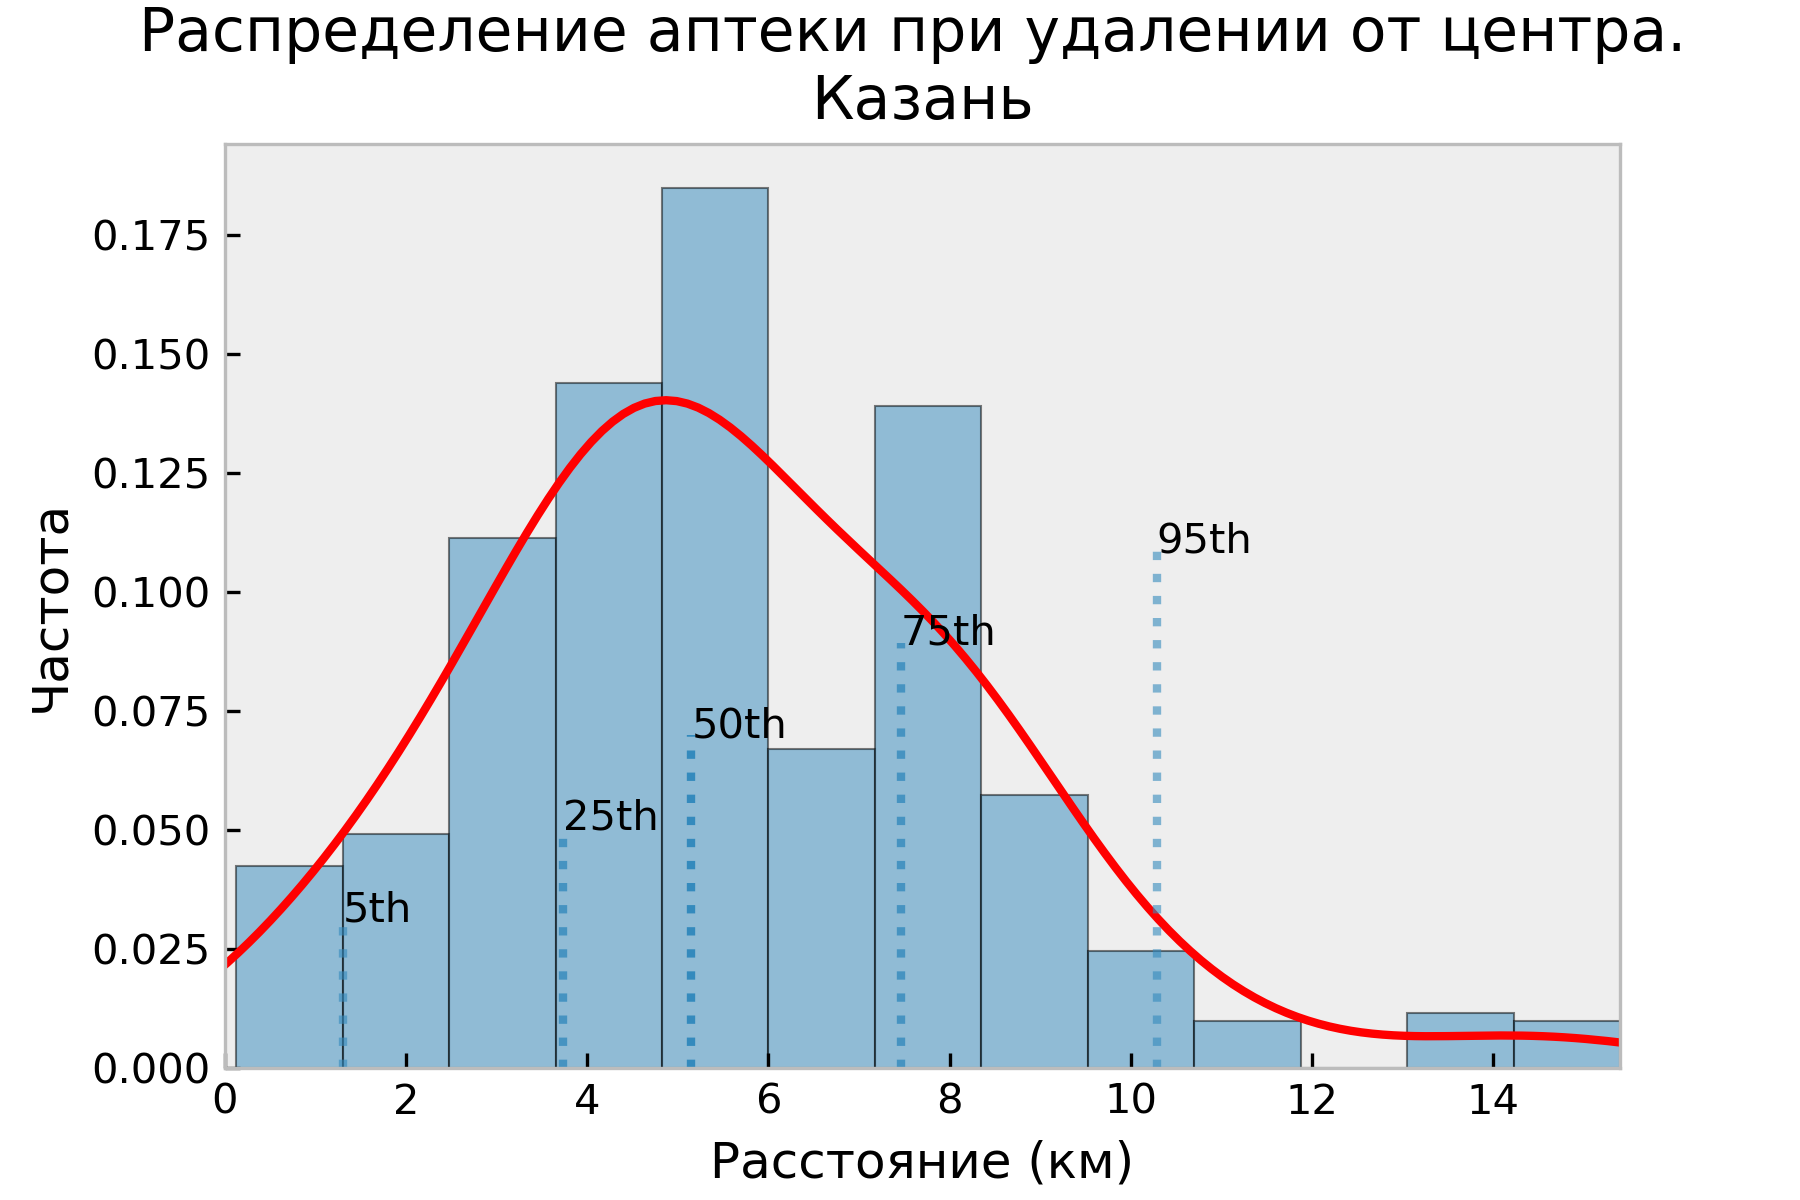 Распределение аптеки при удалении от центра.
Казань
Частота
0.175
0.150
0.125
0.100
0.075
0.050
0.025
0.000
95th
75th
50th
25th
5th
0 2 4 6 8 10 12 14
Расстояние (км)